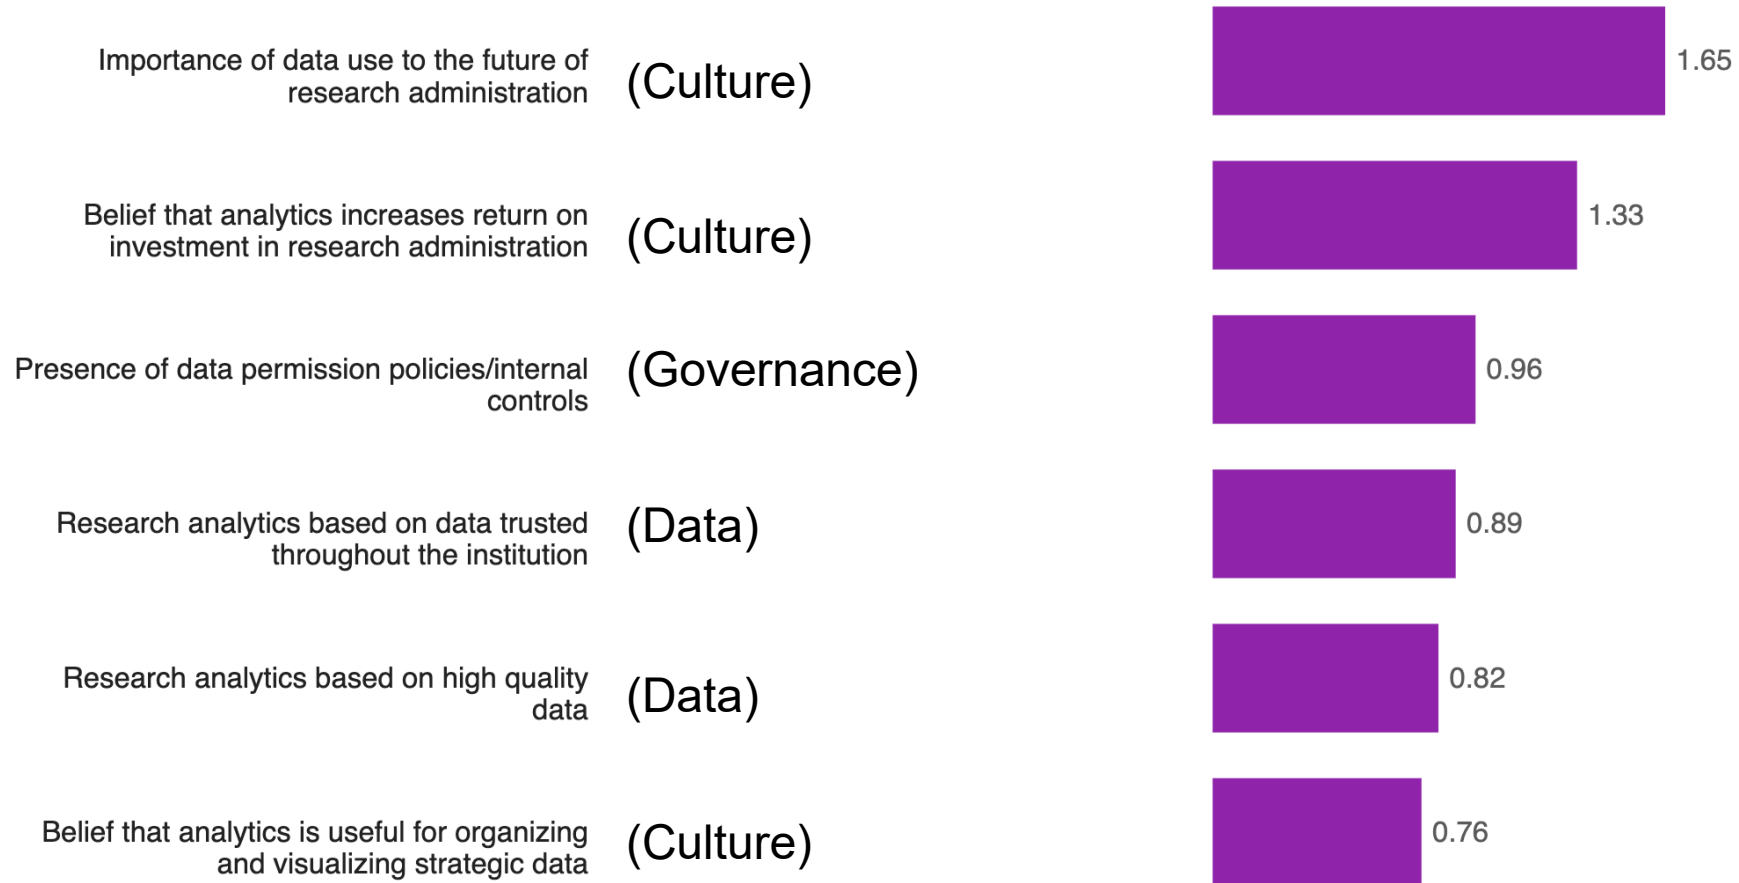 Importance of data use to the future of
research administration
(Culture)
1.65
Belief that analytics increases return on
investment in research administration
(Culture)
1.33
Presence of data permission policies/internal
controls
(Governance)
0.96
Research analytics based on data trusted
throughout the institution
(Data)
0.89
Research analytics based on high quality
data
(Data)
0.82
Belief that analytics is useful for organizing
and visualizing strategic data
(Culture)
0.76